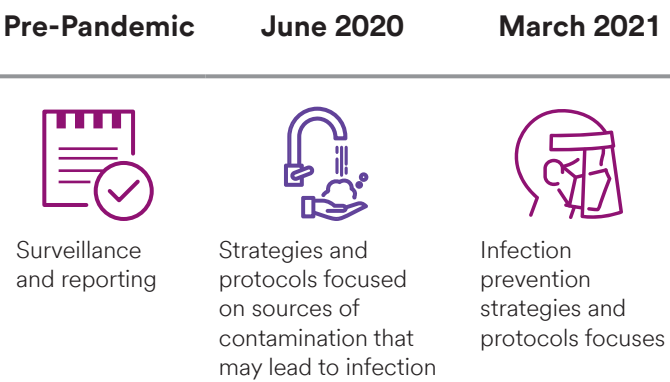 Pre-Pandemic
June 2020
March 2021
Surveillance
and reporting
Strategies and
protocols focused
on sources of
contamination that
may lead to infection
Infection
prevention
strategies and
protocols focuses